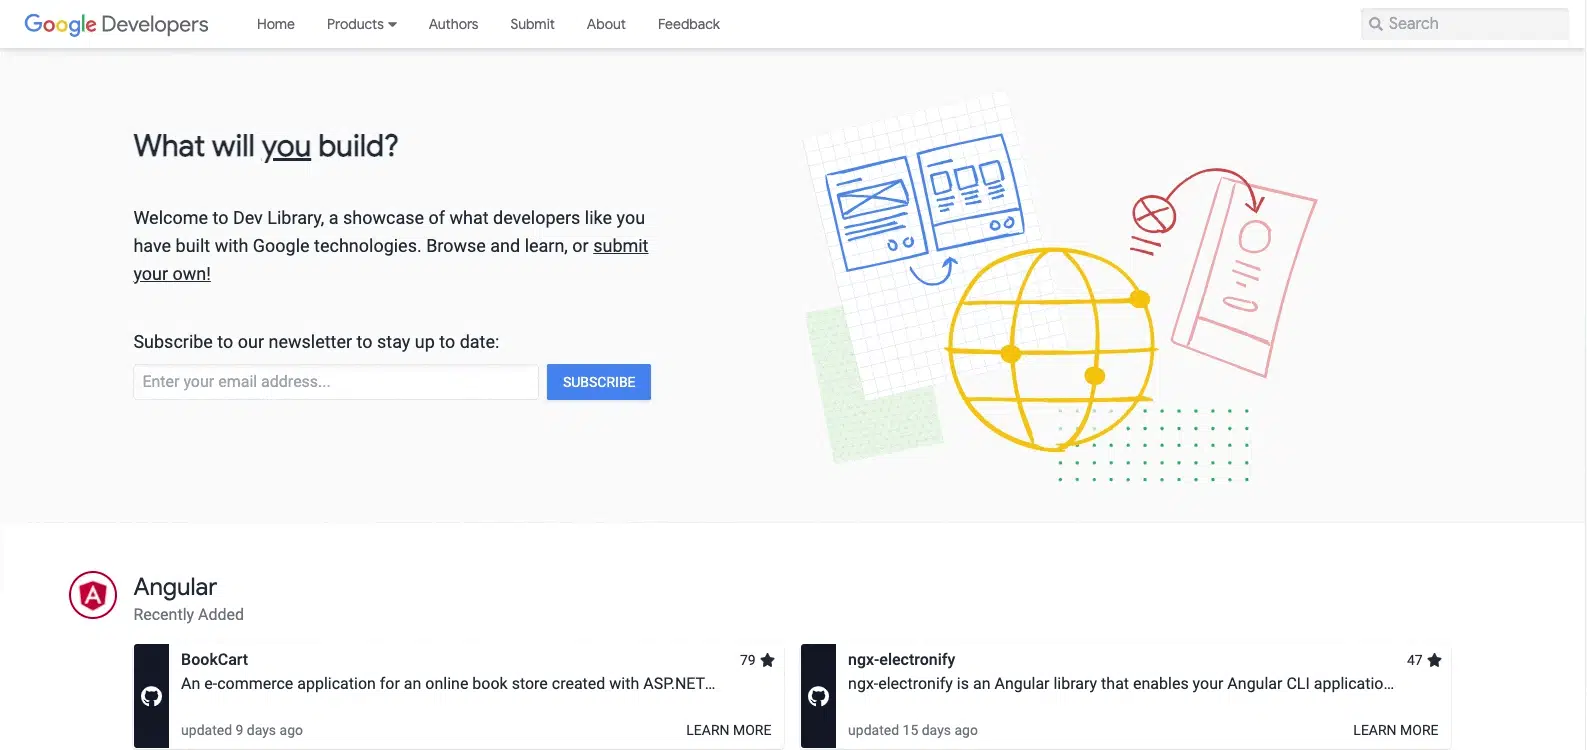 Google Developers
Home Products Authors Submit About Feedback
Search
What will you build?
Welcome to Dev Library, a showcase of what developers like you
have built with Google technologies. Browse and learn, or submit
your own!
Subscribe to our newsletter to stay up to date:
Enter your email address...
SUBSCRIBE
Angular
Recently Added
BookCart
79
An e-commerce application for an online book store created with ASP.NET...
updated 9 days ago
LEARN MORE
ngx-electronify
47
ngx-electronify is an Angular library that enables your Angular CLI applicatio...
updated 15 days ago
LEARN MORE